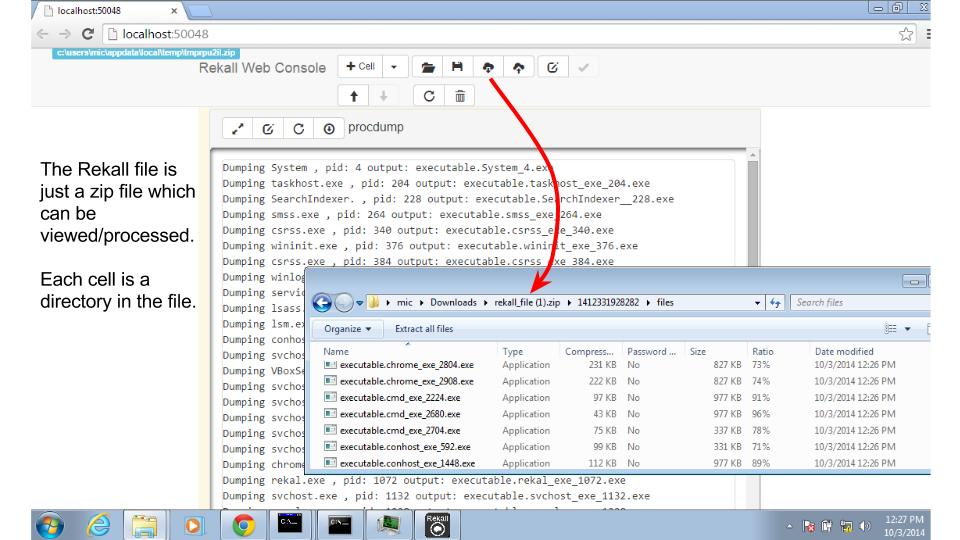 localhost:50048
localhost:50048
c:\users\mic\appdata\local\temp\tmprpu2il.zip
Rekall Web Console
Cell
procdump
The Rekall file is
just a zip file which
can be
viewed/processed.
Each cell is a
directory in the file.
Dumping System , pid: 4 output: executable.System_4.exe
Dumping taskhost.exe , pid: 204 output: executable.taskhost_exe_204.exe
Dumping SearchIndexer. , pid: 228 output: executable.SearchIndexer__228.exe
Dumping smss.exe , pid: 264 output: executable.smss_exe_264.exe
Dumping csrss.exe , pid: 340 output: executable.csrss_exe_340.exe
Dumping wininit.exe , pid: 376 output: executable.wininit_exe_376.exe
Dumping csrss.exe , pid: 384 output: executable.csrss_exe_384.exe
Dumping winlog
Dumping servic
Dumping lsass.
Dumping lsm.ex
Dumping conhos
Dumping svchos
Dumping VBoxSe
Dumping svchos
Dumping svchos
Dumping svchos
Dumping svchos
Dumping svchos
Dumping chrome
Dumping rekal.exe , pid: 1072 output: executable.rekal_exe_1072.exe
Dumping svchost.exe , pid: 1132 output: executable.svchost_exe_1132.exe
mic Downloads rekall_file (1).zip 1412331928282 files
Search files
Organize Extract all files
Name Type Compress... Password ... Size Ratio Date modified
executable.chrome_exe_2804.exe Application 231 KB No 827 KB 73% 10/3/2014 12:26 PM
executable.chrome_exe_2908.exe Application 222 KB No 827 KB 74% 10/3/2014 12:26 PM
executable.cmd_exe_2224.exe Application 97 KB No 977 KB 91% 10/3/2014 12:26 PM
executable.cmd_exe_2680.exe Application 43 KB No 977 KB 96% 10/3/2014 12:26 PM
executable.cmd_exe_2704.exe Application 75 KB No 337 KB 78% 10/3/2014 12:26 PM
executable.conhost_exe_592.exe Application 99 KB No 331 KB 71% 10/3/2014 12:26 PM
executable.conhost_exe_1448.exe Application 112 KB No 977 KB 89% 10/3/2014 12:26 PM
Rekall
12:27 PM
10/3/2014